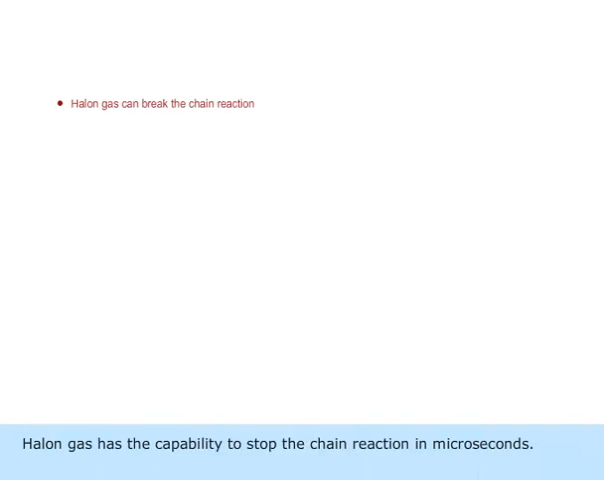 Halon gas can break the chain reaction
Halon gas has the capability to stop the chain reaction in microseconds.